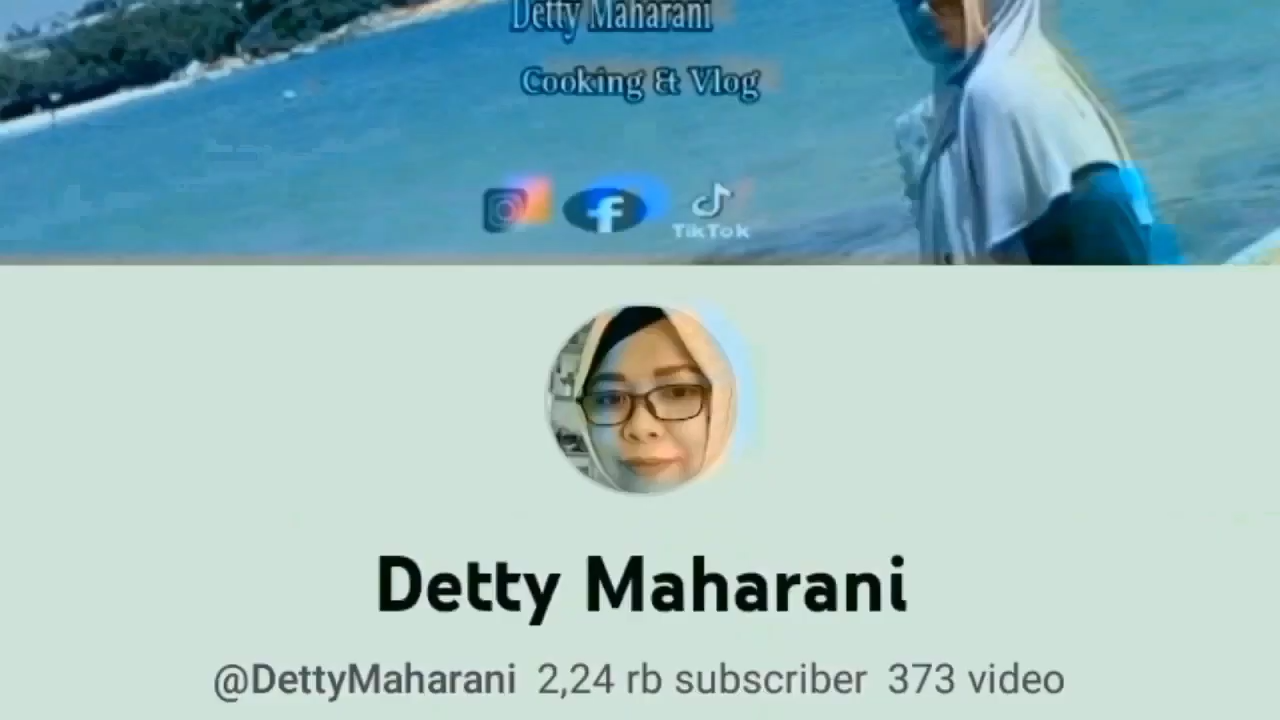 Detty Maharani
Cooking & Vlog
TikTok
Detty Maharani
@DettyMaharani 2,24 rb subscriber 373 video